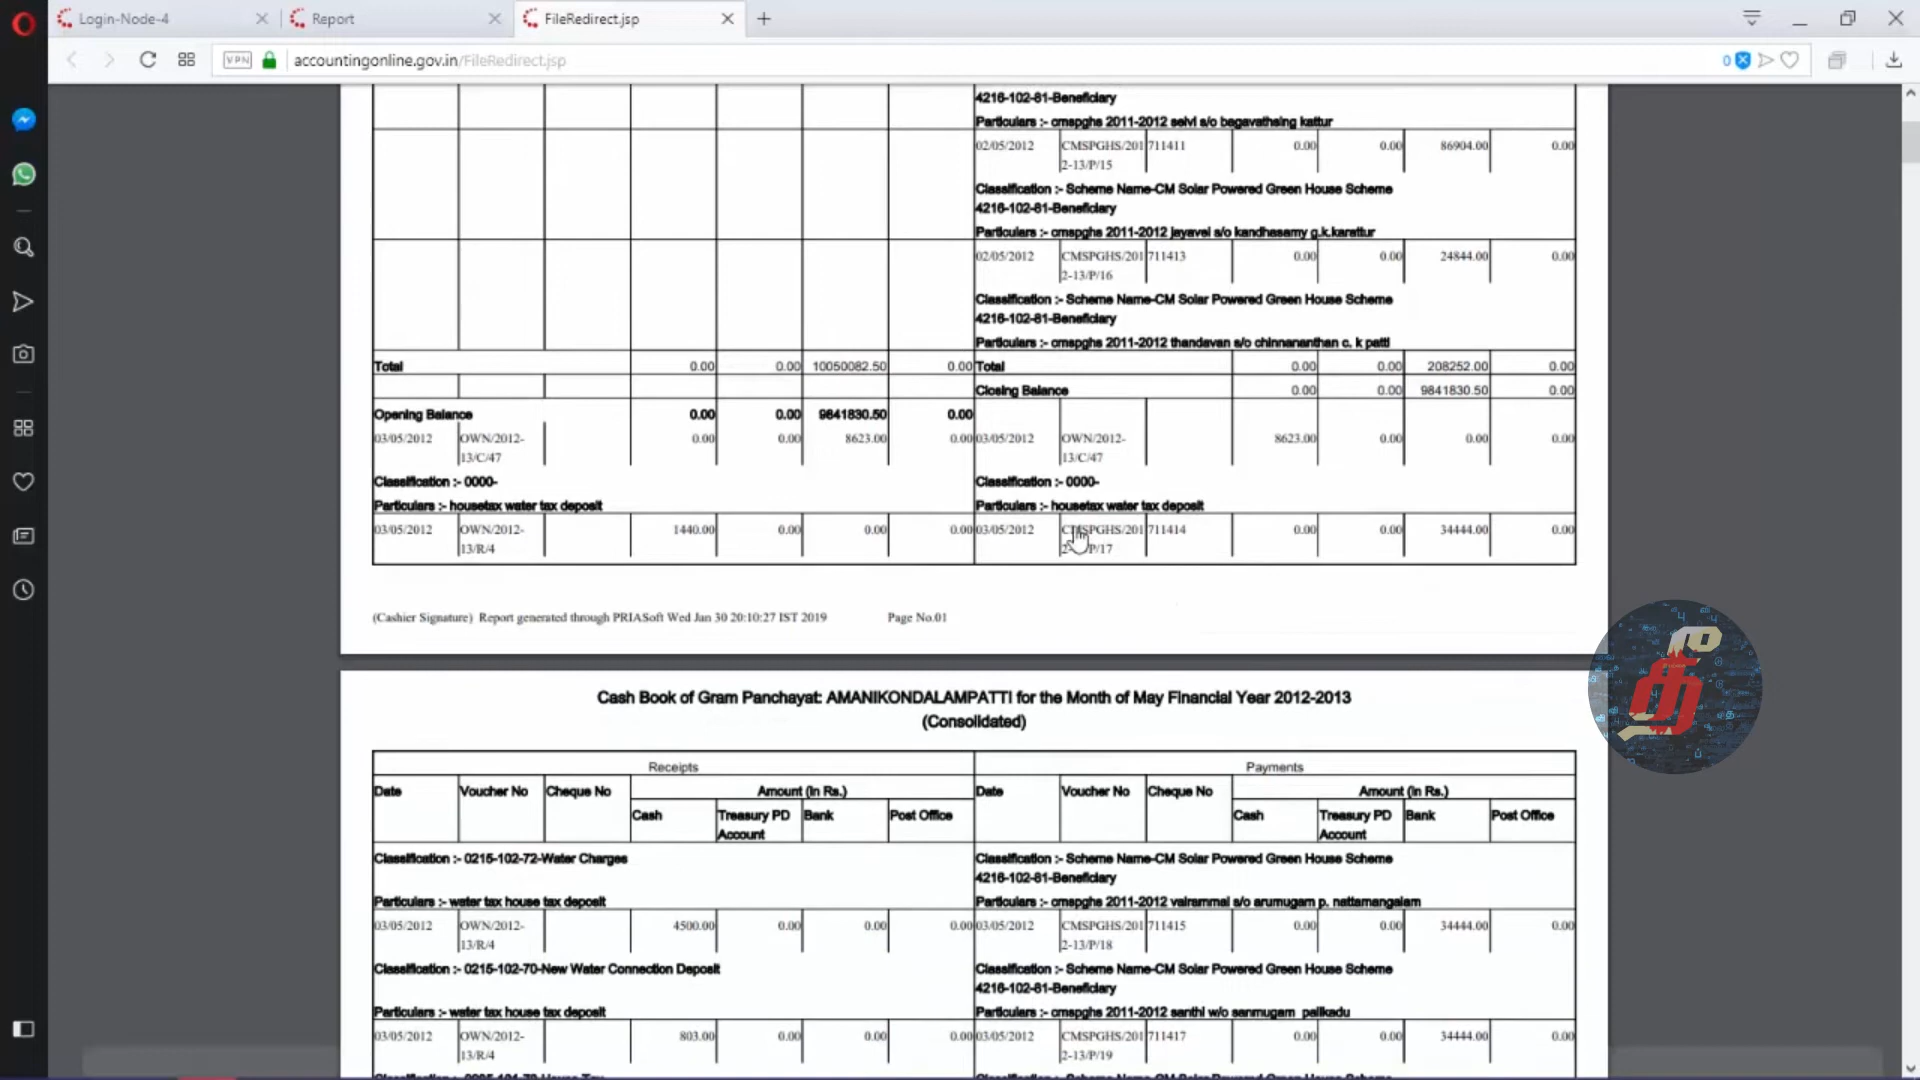 Login-Node-4
Report
FileRedirect.jsp
VPN
accountingonline.gov.in/FileRedirect.jsp
0
4216-102-81-Beneficiary
Particulars :- cmspghs 2011-2012 selvi s/o bagavathsing kattur
02/05/2012 CMSPGHS/201 711411 0.00 0.00 86904.00 0.00
2-13/P/15
Classification :- Scheme Name-CM Solar Powered Green House Scheme
4216-102-81-Beneficiary
Particulars :- cmspghs 2011-2012 jayavel s/o kandhasamy g.k.karattur
02/05/2012 CMSPGHS/201 711413 0.00 0.00 24844.00 0.00
2-13/P/16
Classification :- Scheme Name-CM Solar Powered Green House Scheme
4216-102-81-Beneficiary
Particulars :- cmspghs 2011-2012 thandavan s/o chinnananthan c. k patti
Total 0.00 0.00 10050082.50 0.00 Total 0.00 0.00 208252.00 0.00
Closing Balance 0.00 0.00 9841830.50 0.00
Opening Balance 0.00 0.00 9841830.50 0.00
03/05/2012 OWN/2012- 0.00 0.00 8623.00 0.00 03/05/2012 OWN/2012- 8623.00 0.00 0.00 0.00
13/C/47 13/C/47
Classification :- 0000- Classification :- 0000-
Particulars :- housetax water tax deposit Particulars :- housetax water tax deposit
03/05/2012 OWN/2012- 1440.00 0.00 0.00 0.00 03/05/2012 CMSPGHS/201 711414 0.00 0.00 34444.00 0.00
13/R/4 2-13/P/17
(Cashier Signature) Report generated through PRIASoft Wed Jan 30 20:10:27 IST 2019 Page No.01
Cash Book of Gram Panchayat: AMANIKONDALAMPATTI for the Month of May Financial Year 2012-2013
(Consolidated)
Receipts Payments
Date Voucher No Cheque No Amount (In Rs.) Date Voucher No Cheque No Amount (In Rs.)
Cash Treasury PD Bank Post Office Cash Treasury PD Bank Post Office
Account Account
Classification :- 0215-102-72-Water Charges Classification :- Scheme Name-CM Solar Powered Green House Scheme
4216-102-81-Beneficiary
Particulars :- water tax house tax deposit Particulars :- cmspghs 2011-2012 vairammal s/o arumugam p. nattamangalam
03/05/2012 OWN/2012- 4500.00 0.00 0.00 0.00 03/05/2012 CMSPGHS/201 711415 0.00 0.00 34444.00 0.00
13/R/4 2-13/P/18
Classification :- 0215-102-70-New Water Connection Deposit Classification :- Scheme Name-CM Solar Powered Green House Scheme
4216-102-81-Beneficiary
Particulars :- water tax house tax deposit Particulars :- cmspghs 2011-2012 santhi w/o sanmugam pallkadu
03/05/2012 OWN/2012- 803.00 0.00 0.00 0.00 03/05/2012 CMSPGHS/201 711417 0.00 0.00 34444.00 0.00
13/R/4 2-13/P/19